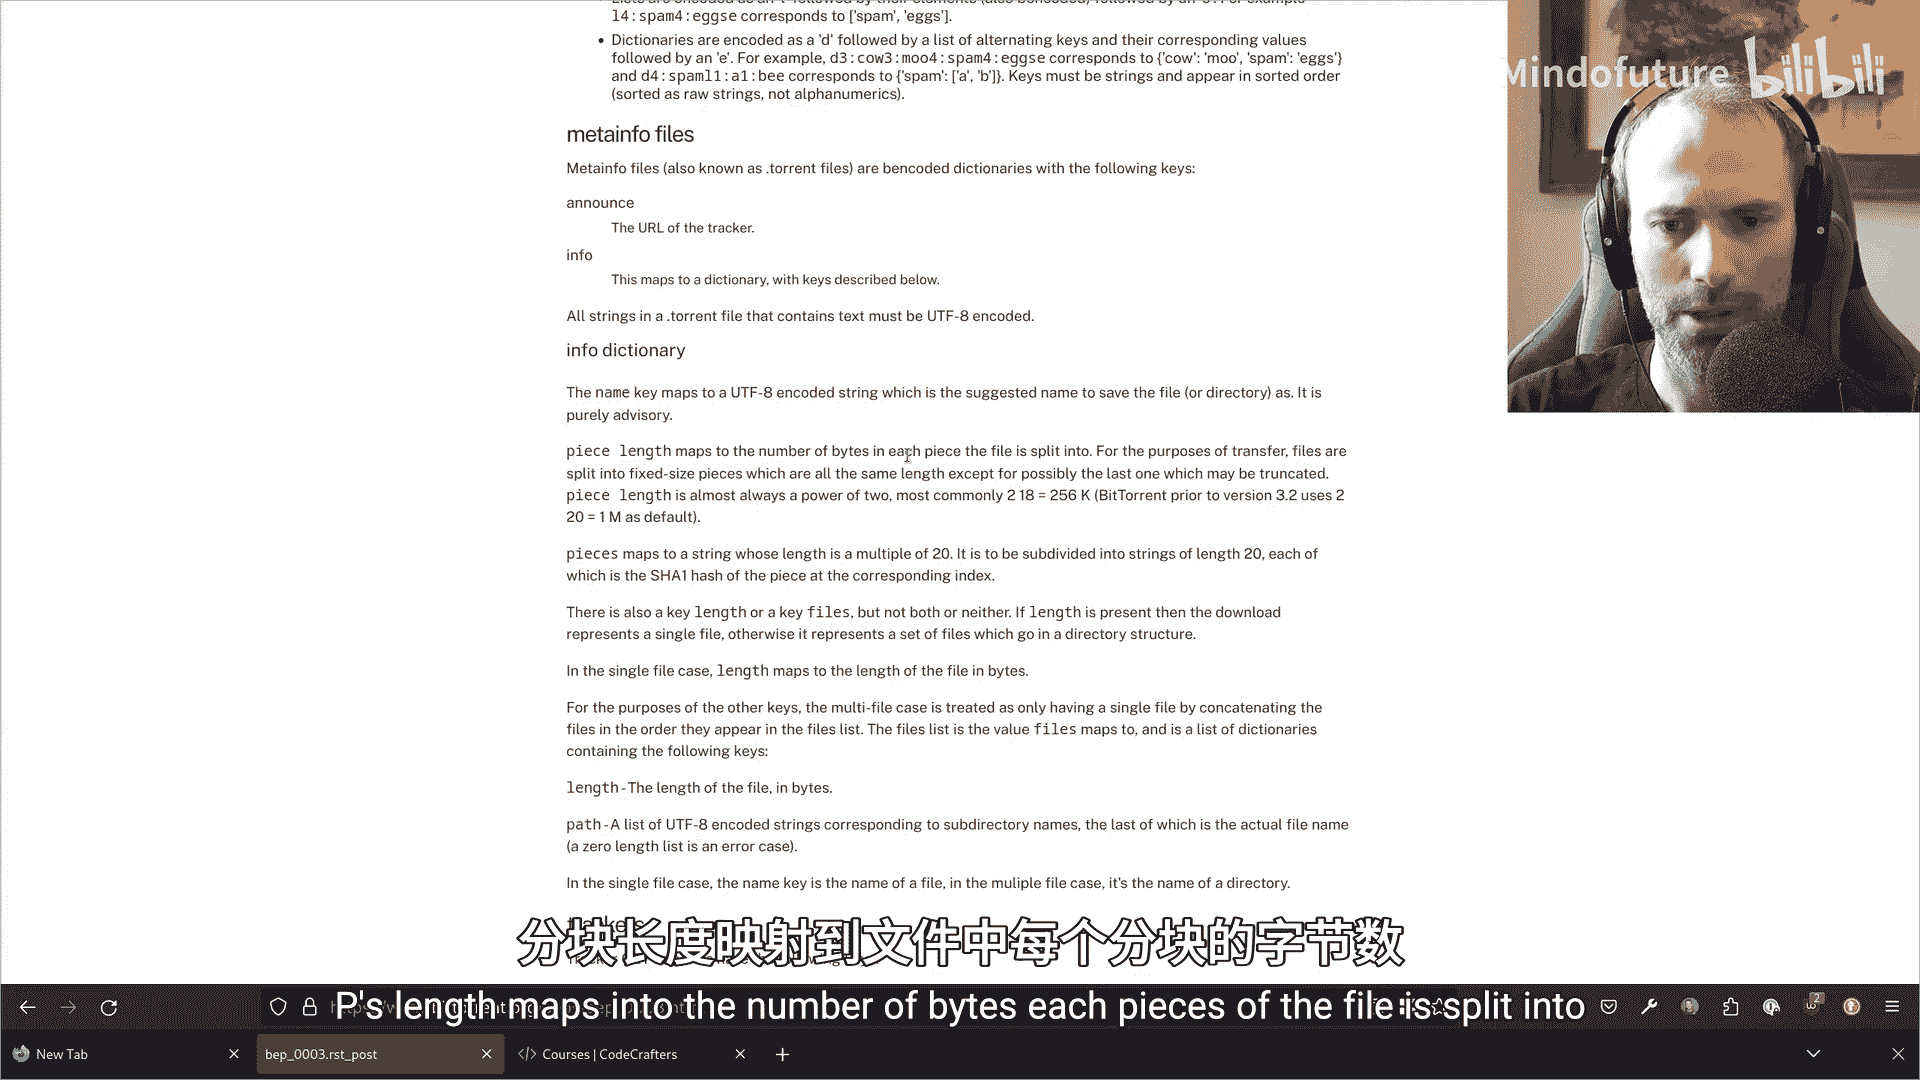 l4:spam4:eggse corresponds to ['spam', 'eggs'].
• Dictionaries are encoded as a 'd' followed by a list of alternating keys and their corresponding values
followed by an 'e'. For example, d3:cow3:moo4:spam4:eggse corresponds to {'cow': 'moo', 'spam': 'eggs'}
and d4:spaml1:a1:bee corresponds to {'spam': ['a', 'b']}. Keys must be strings and appear in sorted order
(sorted as raw strings, not alphanumerics).
Mindofuture bilibili
metainfo files
Metainfo files (also known as .torrent files) are bencoded dictionaries with the following keys:
announce
The URL of the tracker.
info
This maps to a dictionary, with keys described below.
All strings in a .torrent file that contains text must be UTF-8 encoded.
info dictionary
The name key maps to a UTF-8 encoded string which is the suggested name to save the file (or directory) as. It is
purely advisory.
piece length maps to the number of bytes in each piece the file is split into. For the purposes of transfer, files are
split into fixed-size pieces which are all the same length except for possibly the last one which may be truncated.
piece length is almost always a power of two, most commonly 2 18 = 256 K (BitTorrent prior to version 3.2 uses 2
20 = 1 M as default).
pieces maps to a string whose length is a multiple of 20. It is to be subdivided into strings of length 20, each of
which is the SHA1 hash of the piece at the corresponding index.
There is also a key length or a key files, but not both or neither. If length is present then the download
represents a single file, otherwise it represents a set of files which go in a directory structure.
In the single file case, length maps to the length of the file in bytes.
For the purposes of the other keys, the multi-file case is treated as only having a single file by concatenating the
files in the order they appear in the files list. The files list is the value files maps to, and is a list of dictionaries
containing the following keys:
length - The length of the file, in bytes.
path - A list of UTF-8 encoded strings corresponding to subdirectory names, the last of which is the actual file name
(a zero length list is an error case).
In the single file case, the name key is the name of a file, in the muliple file case, it's the name of a directory.
分块长度映射到文件中每个分块的字节数
P's length maps into the number of bytes each pieces of the file is split into
2
New Tab
bep_0003.rst_post
Courses | CodeCrafters